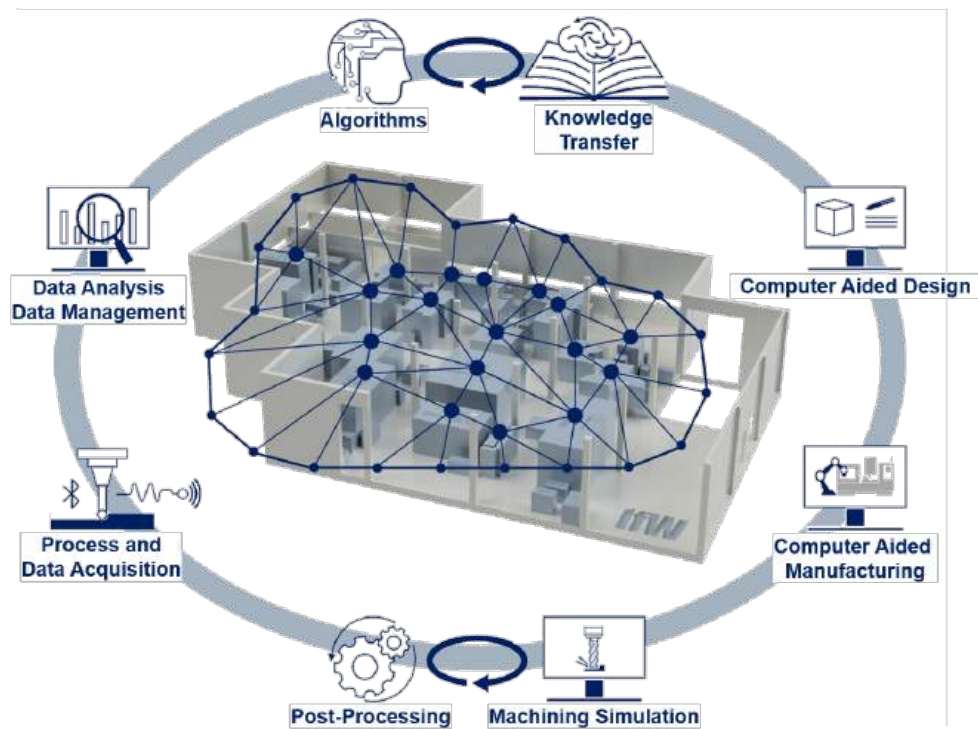 Algorithms
Knowledge
Transfer
Data Analysis
Data Management
Computer Aided Design
Process and
Data Acquisition
IfW
Computer Aided
Manufacturing
Post-Processing
Machining Simulation